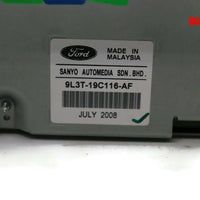 Ford
MADE IN
MALAYSIA
SANYO AUTOMEDIA SDN . BHD .
9L3T-19C116-AF
JULY 2008